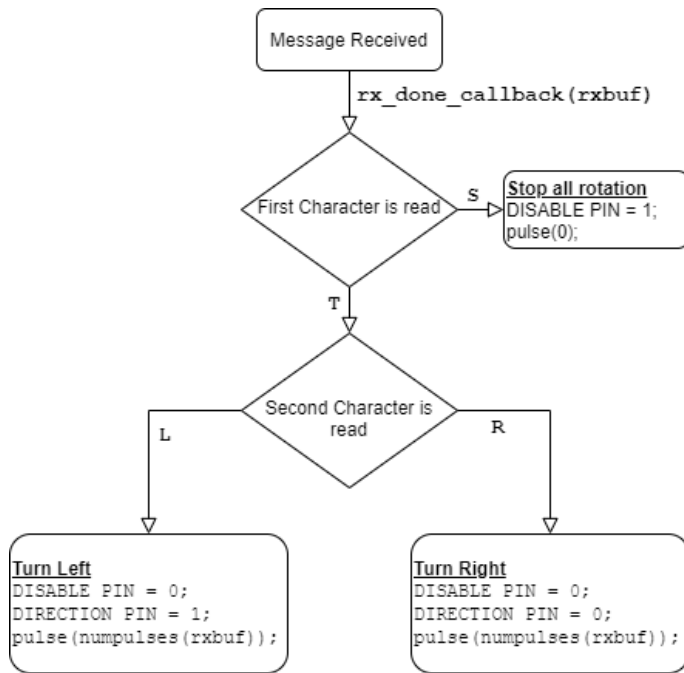 Message Received
rx_done_callback(rxbuf)
First Character is read
S
Stop all rotation
DISABLE PIN = 1;
pulse(0);
T
Second Character is
read
L
R
Turn Left
DISABLE PIN = 0;
DIRECTION PIN = 1;
pulse(numpulses(rxbuf));
Turn Right
DISABLE PIN = 0;
DIRECTION PIN = 0;
pulse(numpulses(rxbuf));